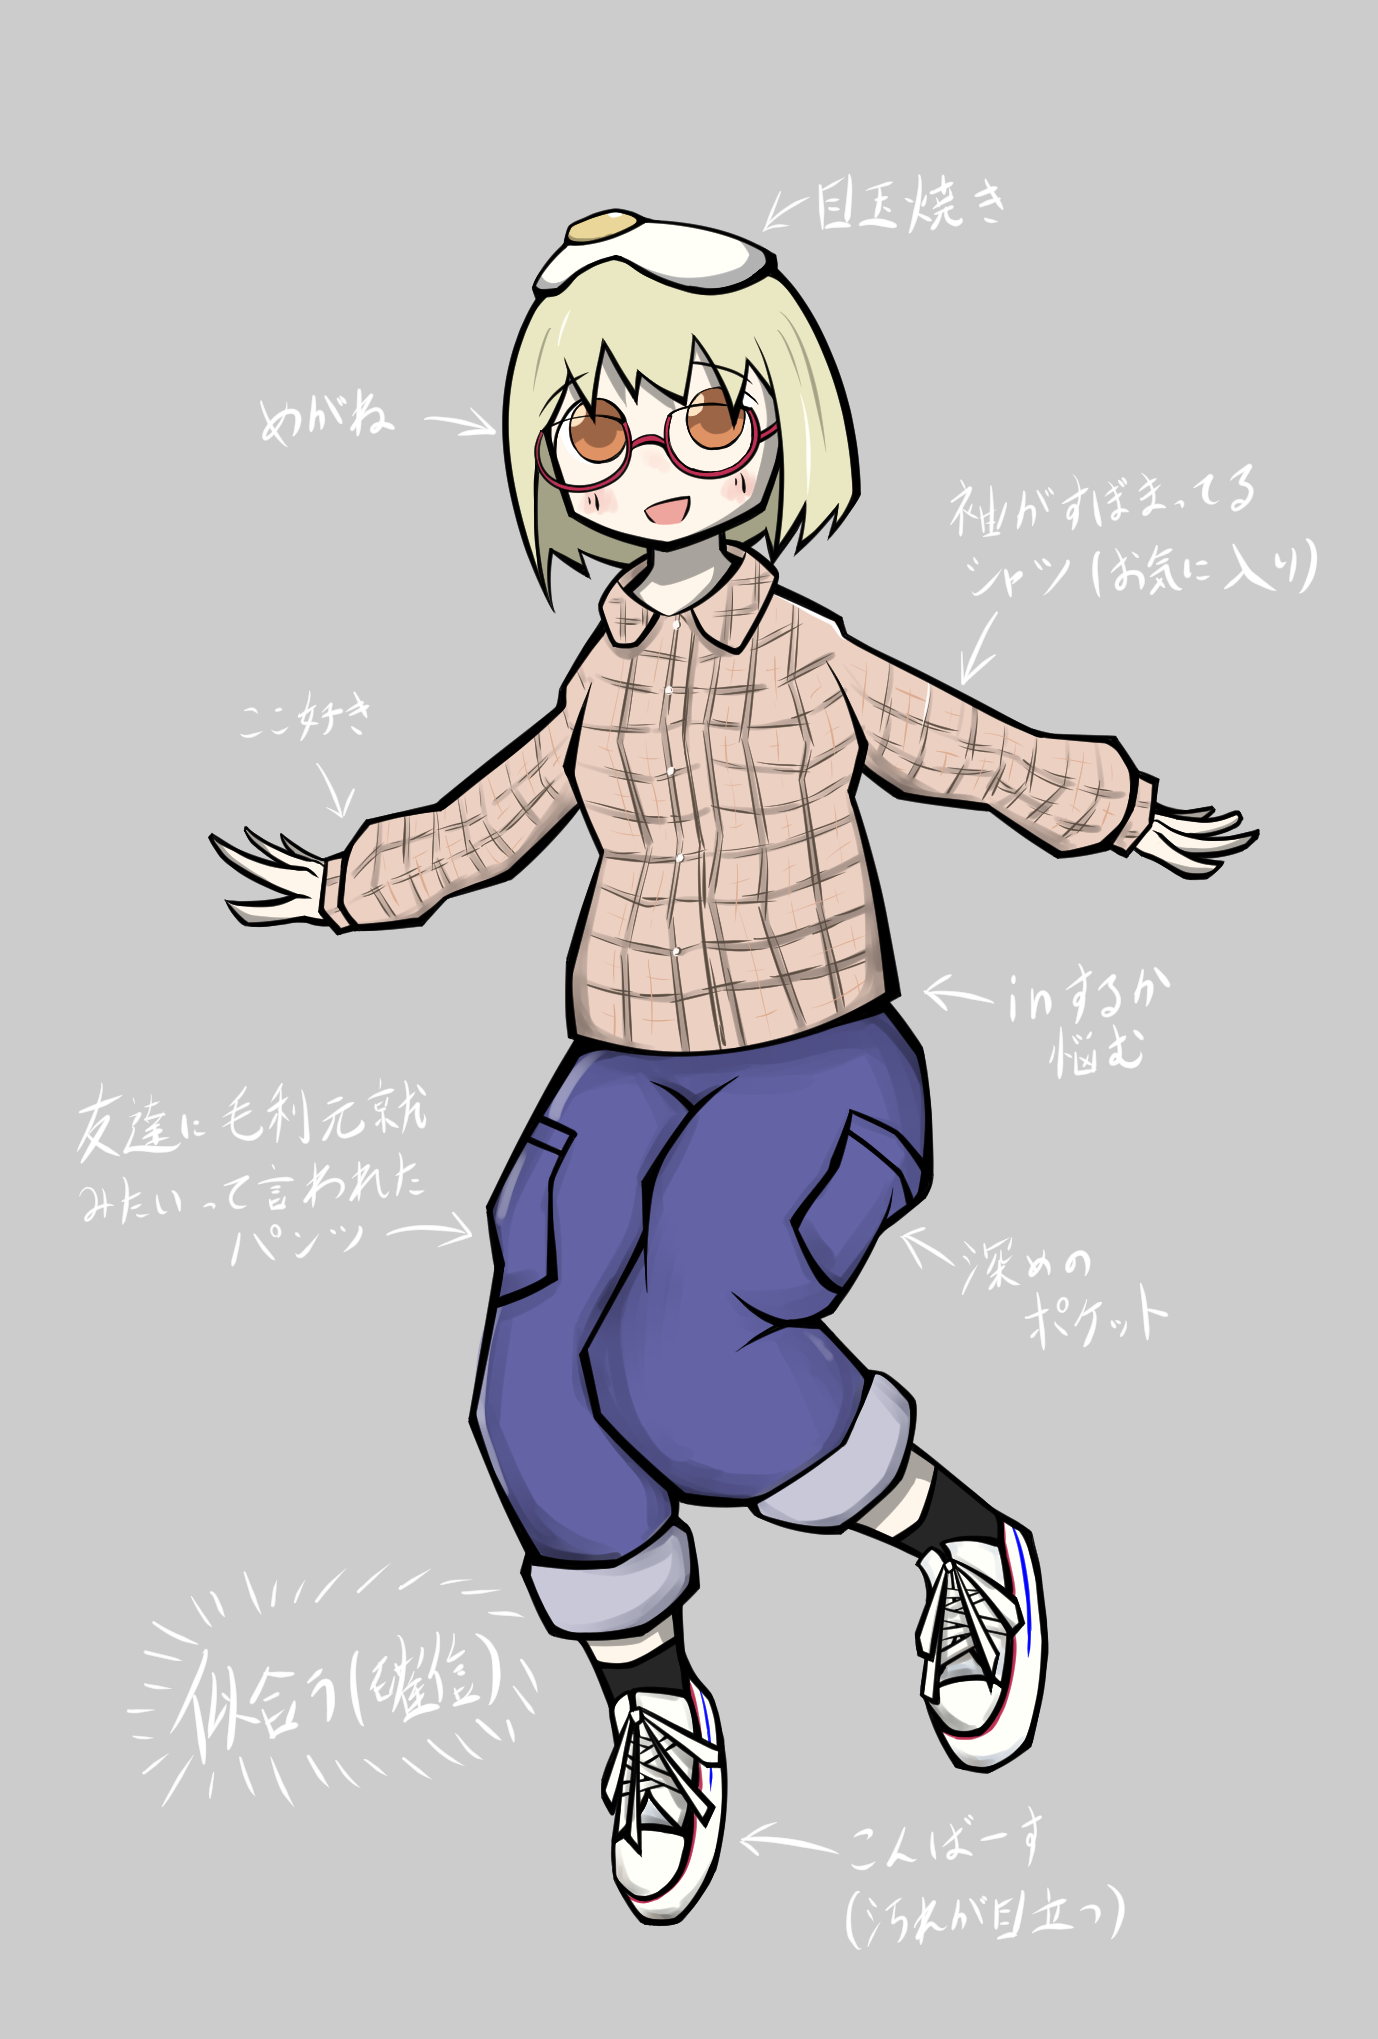 目玉焼き
めがね
袖がすぼまってる
シャツ(お気に入り)
ここ好き
inするか
悩む
友達に毛利元就
みたいって言われた
パンツ
深めの
ポケット
似合う(確信)
こんばーす
(汚れが目立つ)